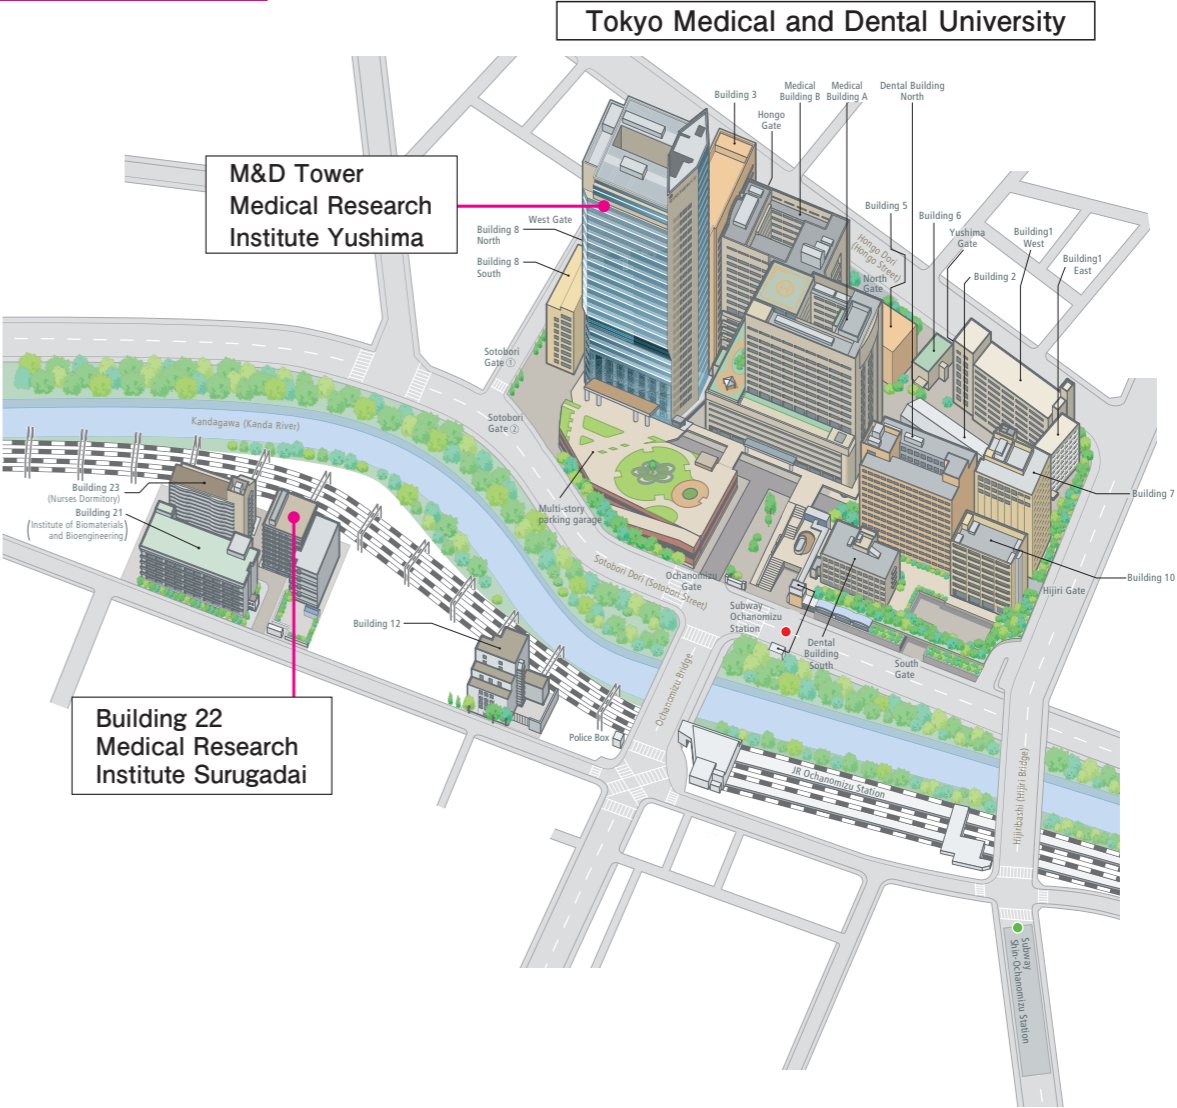 Tokyo Medical and Dental University
M&D Tower
Medical Research
Institute Yushima
Building 3
Medical
Building B
Medical
Building A
Dental Building
North
Hongo
Gate
West Gate
Building 8
North
Building 8
South
Building 5
Building 6
Yushima
Gate
Building1
West
Building1
East
Building 2
Hongo Dori
(Hongo Street)
North
Gate
Sotobori
Gate ①
Sotobori
Gate ②
Kandagawa (Kanda River)
Building 23
(Nurses Dormitory)
Building 21
(Institute of Biomaterials
and Bioengineering)
Multi-story
parking garage
Building 7
Building 10
Hijiri Gate
Sotobori Dori (Sotobori Street)
Ochanomizu
Gate
Subway
Ochanomizu
Station
Dental
Building
South
South
Gate
Building 12
Ochanomizu Bridge
Police Box
Building 22
Medical Research
Institute Surugadai
JR Ochanomizu Station
Hijiribashi (Hijiri Bridge)
Subway
Shin-Ochanomizu Station